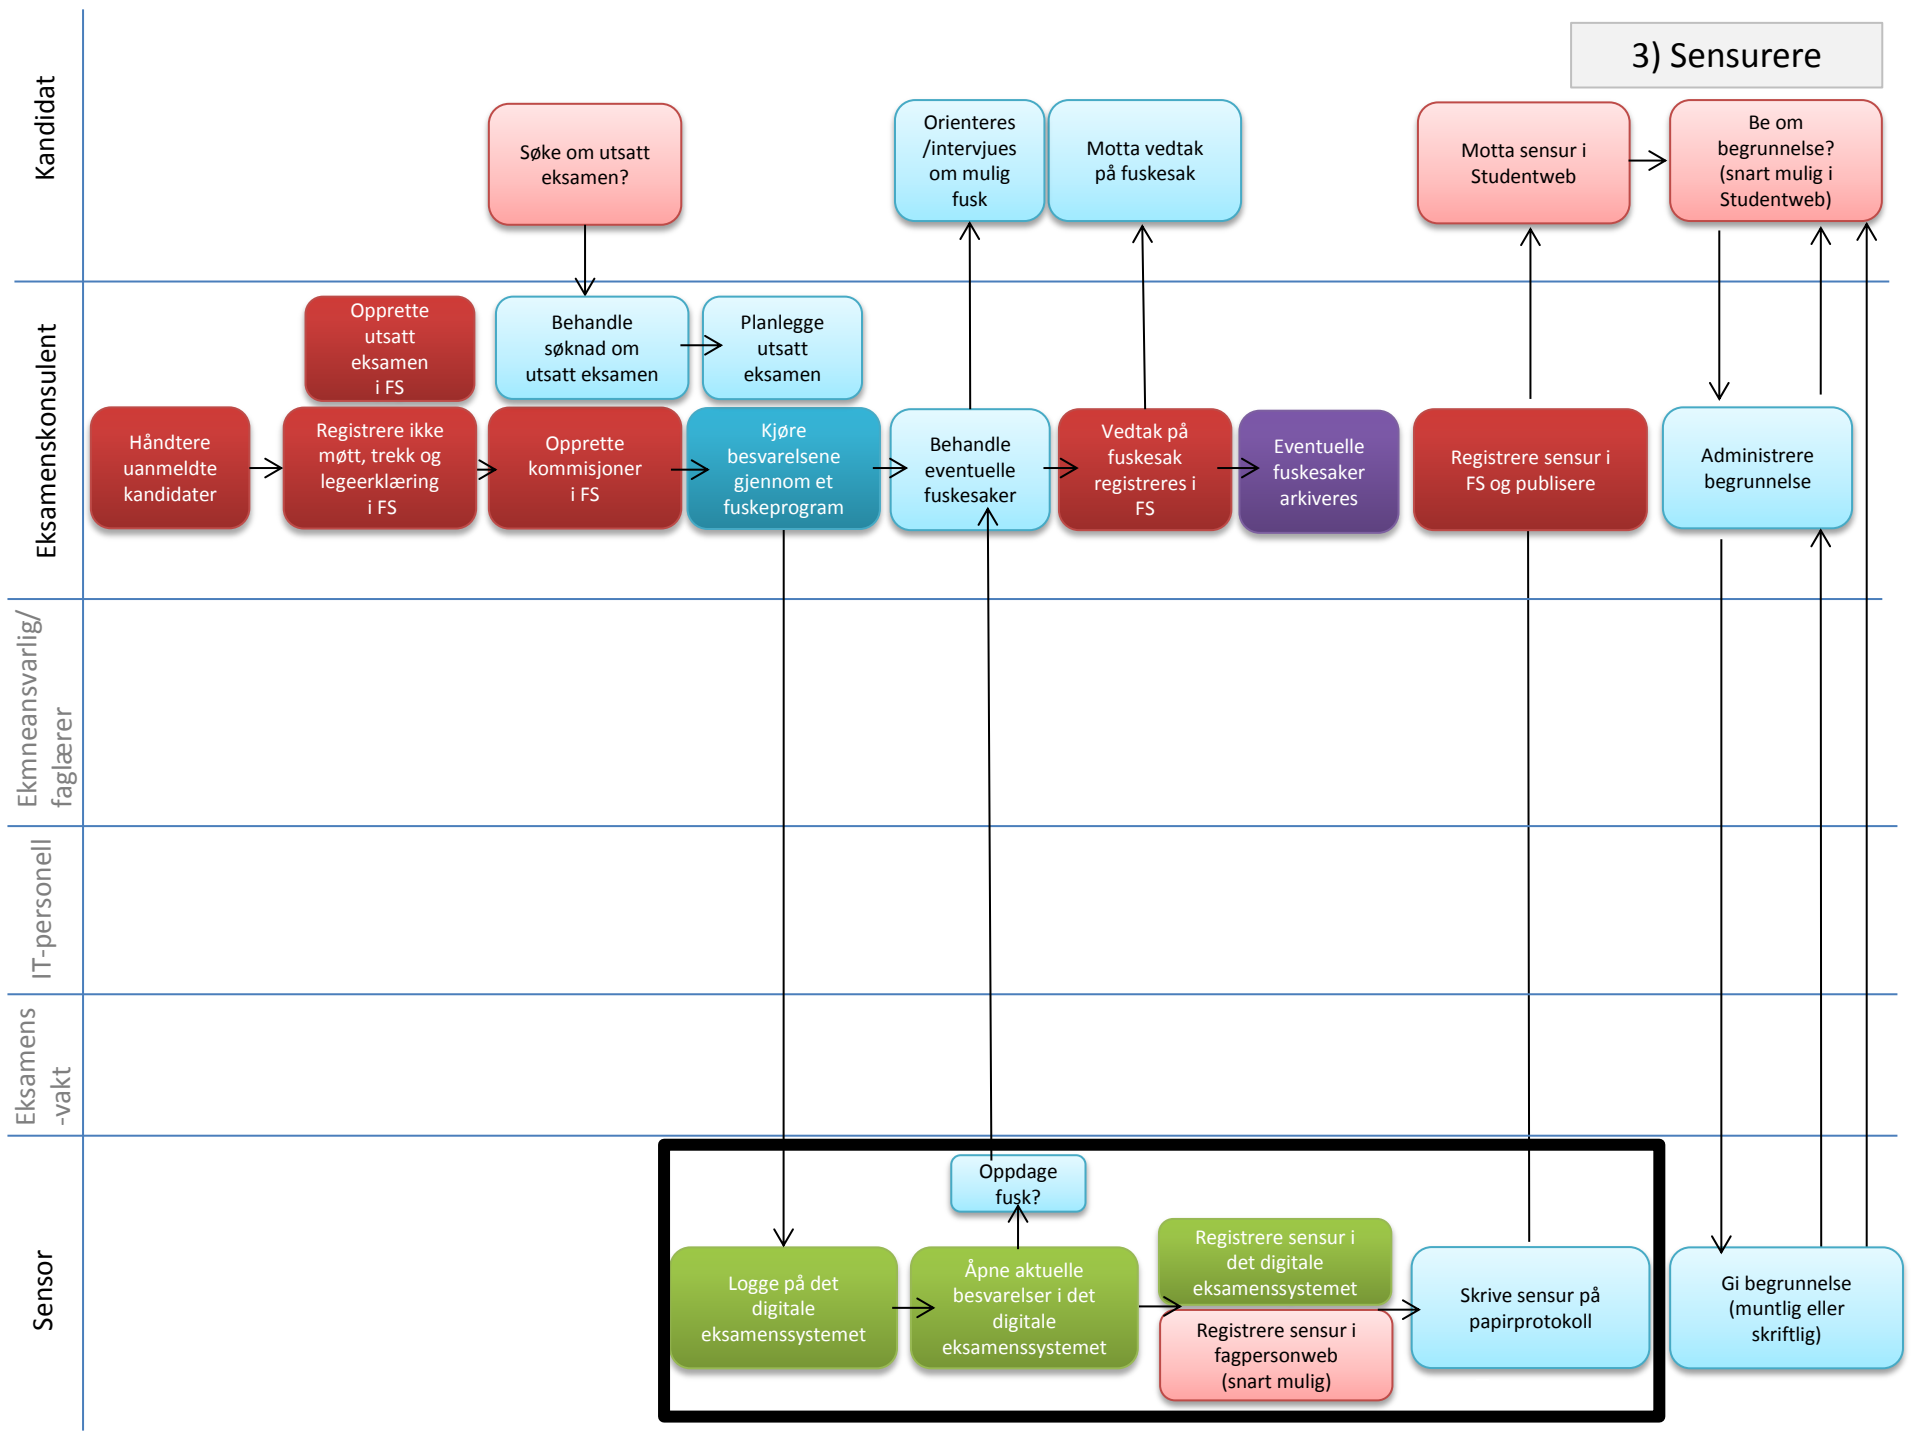 3) Sensurere
Kandidat
Søke om utsatt
eksamen?
Orienteres
/intervjues
om mulig
fusk
Motta vedtak
på fuskesak
Motta sensur i
Studentweb
Be om
begrunnelse?
(snart mulig i
Studentweb)
Eksamenskonsulent
Opprette
utsatt
eksamen
i FS
Behandle
søknad om
utsatt eksamen
Planlegge
utsatt
eksamen
Håndtere
uanmeldte
kandidater
Registrere ikke
møtt, trekk og
legeerklæring
i FS
Opprette
kommisjoner
i FS
Kjøre
besvarelsene
gjennom et
fuskeprogram
Behandle
eventuelle
fuskesaker
Vedtak på
fuskesak
registreres i
FS
Eventuelle
fuskesaker
arkiveres
Registrere sensur i
FS og publisere
Administrere
begrunnelse
Ekmneansvarlig/
faglærer
IT-personell
Eksamens
-vakt
Sensor
Oppdage
fusk?
Logge på det
digitale
eksamenssystemet
Åpne aktuelle
besvarelser i det
digitale
eksamenssystemet
Registrere sensur i
det digitale
eksamenssystemet
Registrere sensur i
fagpersonweb
(snart mulig)
Skrive sensur på
papirprotokoll
Gi begrunnelse
(muntlig eller
skriftlig)